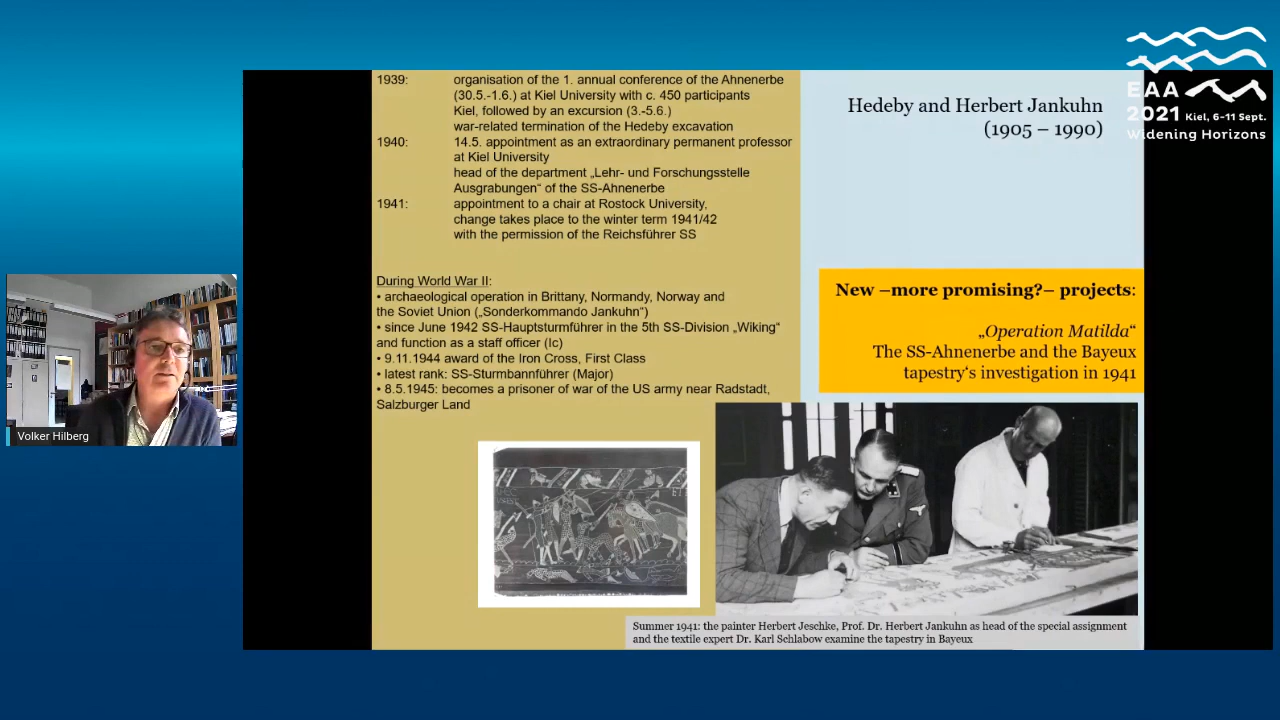 1939: organisation of the 1. annual conference of the Ahnenerbe
(30.5.-1.6.) at Kiel University with c. 450 participants
Kiel, followed by an excursion (3.-5.6.)
war-related termination of the Hedeby excavation
1940: 14.5. appointment as an extraordinary permanent professor
at Kiel University
head of the department „Lehr- und Forschungsstelle
Ausgrabungen“ of the SS-Ahnenerbe
1941: appointment to a chair at Rostock University,
change takes place to the winter term 1941/42
with the permission of the Reichsführer SS
During World War II:
• archaeological operation in Brittany, Normandy, Norway and
the Soviet Union („Sonderkommando Jankuhn“)
• since June 1942 SS-Hauptsturmführer in the 5th SS-Division „Wiking“
and function as a staff officer (Ic)
• 9.11.1944 award of the Iron Cross, First Class
• latest rank: SS-Sturmbannführer (Major)
• 8.5.1945: becomes a prisoner of war of the US army near Radstadt,
Salzburger Land
Hedeby and Herbert Jankuhn
(1905 – 1990)
New –more promising?– projects:
„Operation Matilda“
The SS-Ahnenerbe and the Bayeux
tapestry‘s investigation in 1941
Summer 1941: the painter Herbert Jeschke, Prof. Dr. Herbert Jankuhn as head of the special assignment
and the textile expert Dr. Karl Schlabow examine the tapestry in Bayeux
EAA
2021 Kiel, 6-11 Sept.
Widening Horizons
Volker Hilberg